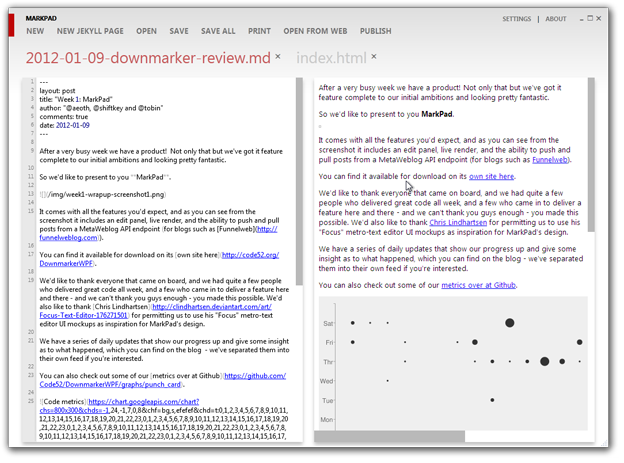 MARKPAD
SETTINGS | ABOUT
NEW NEW JEKYLL PAGE OPEN SAVE SAVE ALL PRINT OPEN FROM WEB PUBLISH
2012-01-09-downmarker-review.md × index.html ×
1 ---
2 layout: post
3 title: "Week 1: MarkPad"
4 author: "@aeoth, @shiftkey and @tobin"
5 comments: true
6 date: 2012-01-09
7 ---
8
9 After a very busy week we have a product! Not only that but we've got it
feature complete to our initial ambitions and looking pretty fantastic.
10
11 So we'd like to present to you **MarkPad**.
12
13 ![](/img/week1-wrapup-screenshot1.png)
14
15 It comes with all the features you'd expect, and as you can see from the
screenshot it includes an edit panel, live render, and the ability to push and
pull posts from a MetaWeblog API endpoint (for blogs such as [Funnelweb](http://
funnelweblog.com)).
16
17 You can find it available for download on its [own site here](http://code52.org/
DownmarkerWPF).
18
19 We'd like to thank everyone that came on board, and we had quite a few people
who delivered great code all week, and a few who came in to deliver a feature here
and there - and we can't thank you guys enough - you made this possible. We'd
also like to thank [Chris Lindhartsen](http://clindhartsen.deviantart.com/art/
Focus-Text-Editor-176271501) for permitting us to use his "Focus" metro-text
editor UI mockups as inspiration for MarkPad's design.
20
21 We have a series of daily updates that show our progress up and give some insight
as to what happened, which you can find on the blog - we've separated them into
their own feed if you're interested.
22
23 You can also check out some of our [metrics over at Github](https://github.com/
Code52/DownmarkerWPF/graphs/punch_card).
24
25 ![Code metrics](https://chart.googleapis.com/chart?
chs=800x300&chds=-1,24,-1,7,0,8&chf=bg,s,efefef&chd=t:0,1,2,3,4,5,6,7,8,9,10,11,
12,13,14,15,16,17,18,19,20,21,22,23,0,1,2,3,4,5,6,7,8,9,10,11,12,13,14,15,16,17,18,19,20
,21,22,23,0,1,2,3,4,5,6,7,8,9,10,11,12,13,14,15,16,17,18,19,20,21,22,23,0,1,2,3,4,5,6,7,
8,9,10,11,12,13,14,15,16,17,18,19,20,21,22,23,0,1,2,3,4,5,6,7,8,9,10,11,12,13,14,15,16,17,
After a very busy week we have a product! Not only that but we've got it
feature complete to our initial ambitions and looking pretty fantastic.
So we'd like to present to you MarkPad.
It comes with all the features you'd expect, and as you can see from the
screenshot it includes an edit panel, live render, and the ability to push and
pull posts from a MetaWeblog API endpoint (for blogs such as Funnelweb).
You can find it available for download on its own site here.
We'd like to thank everyone that came on board, and we had quite a few
people who delivered great code all week, and a few who came in to deliver a
feature here and there - and we can't thank you guys enough - you made this
possible. We'd also like to thank Chris Lindhartsen for permitting us to use his
"Focus" metro-text editor UI mockups as inspiration for MarkPad's design.
We have a series of daily updates that show our progress up and give some
insight as to what happened, which you can find on the blog - we've separated
them into their own feed if you're interested.
You can also check out some of our metrics over at Github.
Sat
Fri
Thr
Wed
Tue
Mon